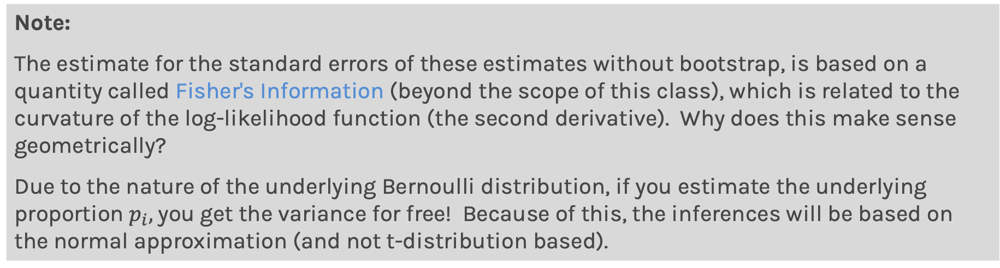 Note:
The estimate for the standard errors of these estimates without bootstrap, is based on a
quantity called Fisher's Information (beyond the scope of this class), which is related to the
curvature of the log-likelihood function (the second derivative).  Why does this make sense
geometrically?
Due to the nature of the underlying Bernoulli distribution, if you estimate the underlying
proportion pᵢ, you get the variance for free!  Because of this, the inferences will be based on
the normal approximation (and not t-distribution based).